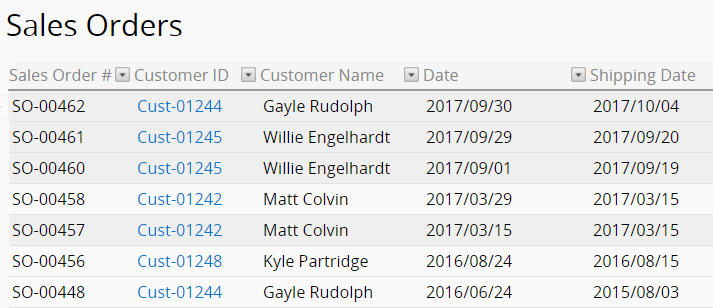 Sales Orders
Sales Order # Customer ID Customer Name Date Shipping Date
SO-00462 Cust-01244 Gayle Rudolph 2017/09/30 2017/10/04
SO-00461 Cust-01245 Willie Engelhardt 2017/09/29 2017/09/20
SO-00460 Cust-01245 Willie Engelhardt 2017/09/01 2017/09/19
SO-00458 Cust-01242 Matt Colvin 2017/03/29 2017/03/15
SO-00457 Cust-01242 Matt Colvin 2017/03/15 2017/03/15
SO-00456 Cust-01248 Kyle Partridge 2016/08/24 2016/08/15
SO-00448 Cust-01244 Gayle Rudolph 2016/06/24 2015/08/03